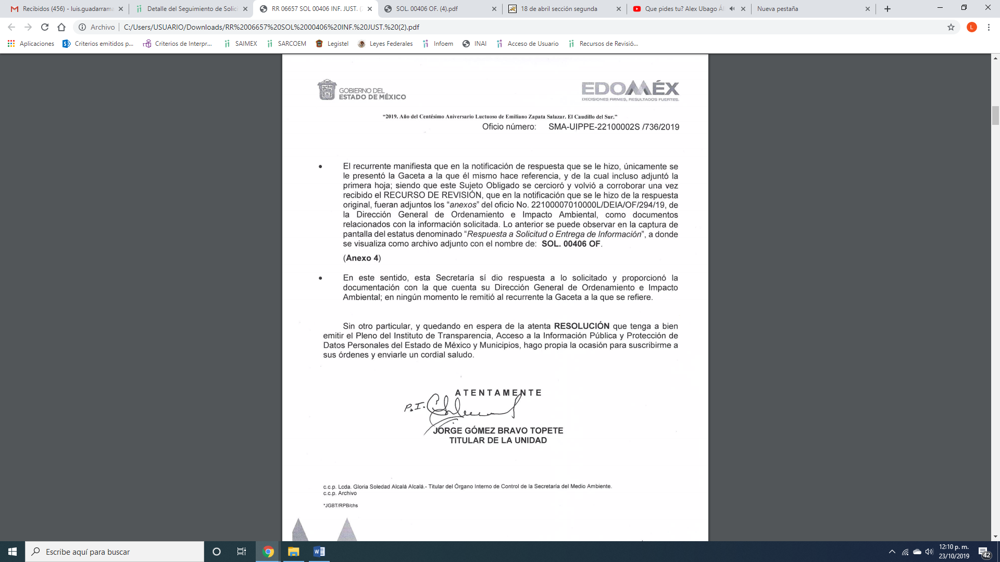 Recibidos (456) - luis.guadarrama
Detalle del Seguimiento de Solici
RR 06657 SOL 00406 INF. JUST. (
SOL. 00406 OF. (4).pdf
18 de abril sección segunda
Que pides tu? Alex Ubago Ál
Nueva pestaña
Archivo
C:/Users/USUARIO/Downloads/RR%2006657%20SOL%2000406%20INF.%20JUST.%20(2).pdf
L
Aplicaciones
Criterios emitidos p...
Criterios de Interpr...
SAIMEX
SARCOEM
Legistel
Leyes Federales
Infoem
INAI
Acceso de Usuario
Recursos de Revisió...
GOBIERNO DEL
ESTADO DE MÉXICO
EDOMÉX
DECISIONES FIRMES, RESULTADOS FUERTES.
“2019. Año del Centésimo Aniversario Luctuoso de Emiliano Zapata Salazar. El Caudillo del Sur.”
Oficio número: SMA-UIPPE-22100002S /736/2019
• El recurrente manifiesta que en la notificación de respuesta que se le hizo, únicamente se
le presentó la Gaceta a la que él mismo hace referencia, y de la cual incluso adjuntó la
primera hoja; siendo que este Sujeto Obligado se cercioró y volvió a corroborar una vez
recibido el RECURSO DE REVISIÓN, que en la notificación que se le hizo de la respuesta
original, fueran adjuntos los “anexos” del oficio No. 22100007010000L/DEIA/OF/294/19, de
la Dirección General de Ordenamiento e Impacto Ambiental, como documentos
relacionados con la información solicitada. Lo anterior se puede observar en la captura de
pantalla del estatus denominado “Respuesta a Solicitud o Entrega de Información”, a donde
se visualiza como archivo adjunto con el nombre de: SOL. 00406 OF.
(Anexo 4)
• En este sentido, esta Secretaría sí dio respuesta a lo solicitado y proporcionó la
documentación con la que cuenta su Dirección General de Ordenamiento e Impacto
Ambiental; en ningún momento le remitió al recurrente la Gaceta a la que se refiere.
Sin otro particular, y quedando en espera de la atenta RESOLUCIÓN que tenga a bien
emitir el Pleno del Instituto de Transparencia, Acceso a la Información Pública y Protección de
Datos Personales del Estado de México y Municipios, hago propia la ocasión para suscribirme a
sus órdenes y enviarle un cordial saludo.
A T E N T A M E N T E
P.I.
JORGE GÓMEZ BRAVO TOPETE
TITULAR DE LA UNIDAD
c.c.p. Lcda. Gloria Soledad Alcalá Alcalá.- Titular del Órgano Interno de Control de la Secretaría del Medio Ambiente.
c.c.p. Archivo
*JGBT/RPB/chs
Escribe aquí para buscar
12:10 p. m.
23/10/2019
42